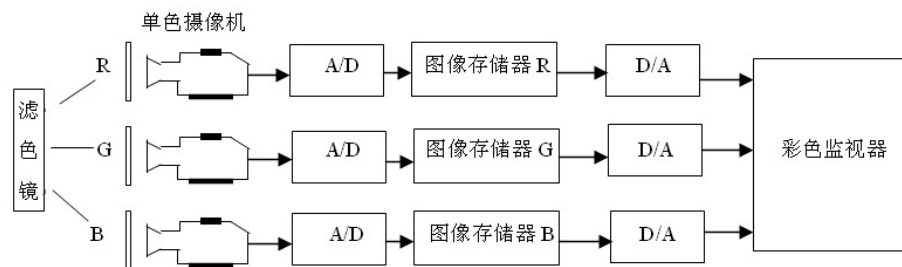 单色摄像机
R
A/D
图像存储器 R
D/A
滤
色
镜
G
A/D
图像存储器 G
D/A
彩色监视器
B
A/D
图像存储器 B
D/A